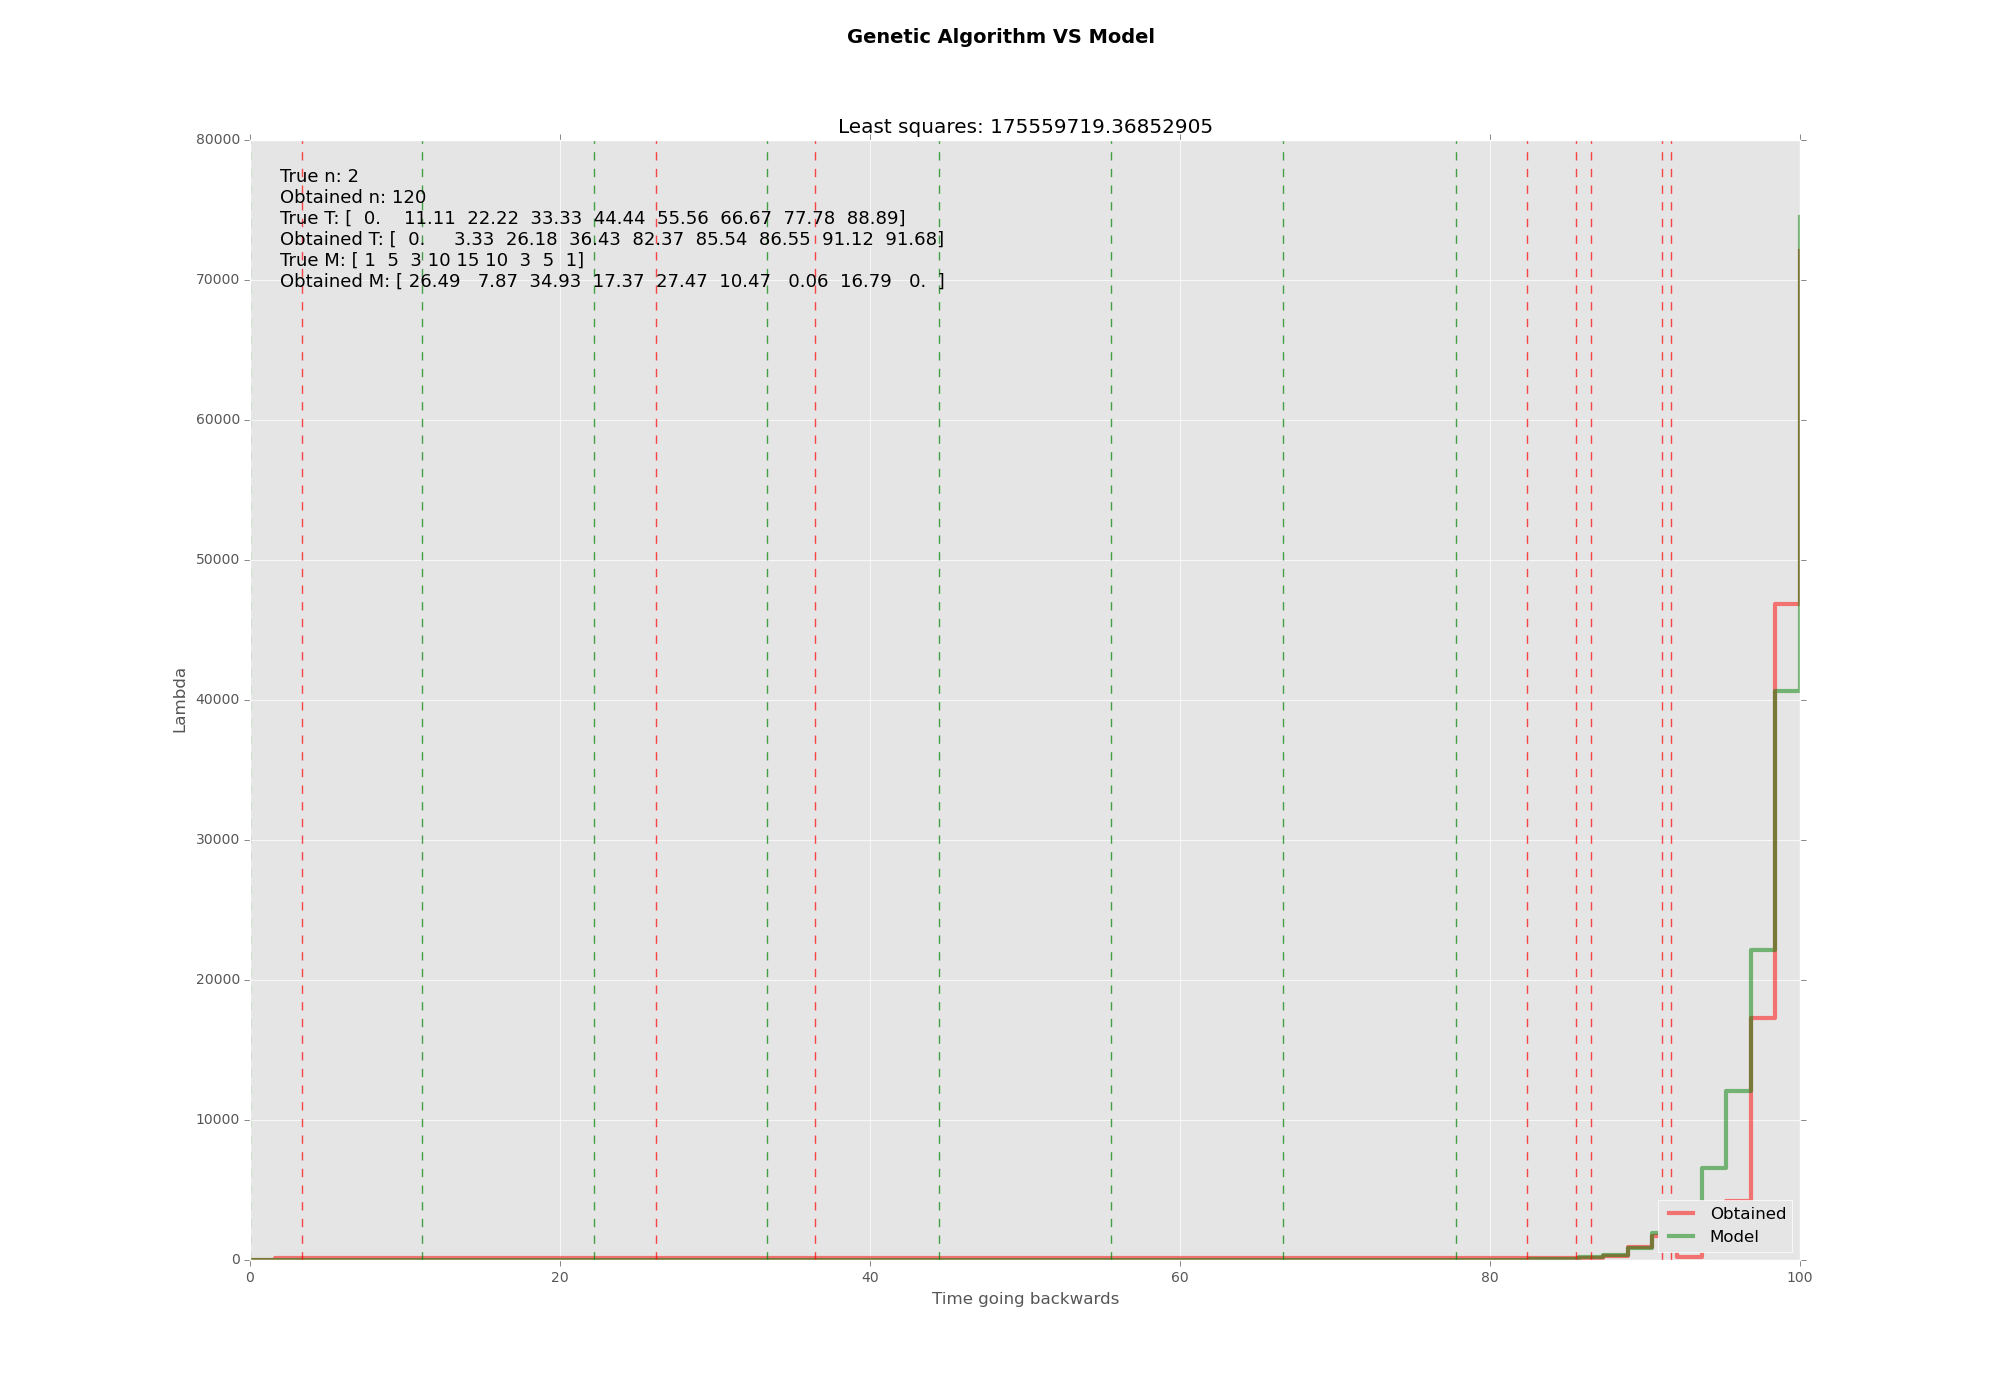 Genetic Algorithm VS Model
Least squares: 175559719.36852905
80000
70000
60000
50000
40000
30000
20000
10000
0
Lambda
True n: 2
Obtained n: 120
True T: [  0.    11.11  22.22  33.33  44.44  55.56  66.67  77.78  88.89]
Obtained T: [  0.     3.33  26.18  36.43  82.37  85.54  86.55  91.12  91.68]
True M: [ 1  5  3 10 15 10  3  5  1]
Obtained M: [ 26.49   7.87  34.93  17.37  27.47  10.47   0.06  16.79   0.  ]
Obtained
Model
0 20 40 60 80 100
Time going backwards